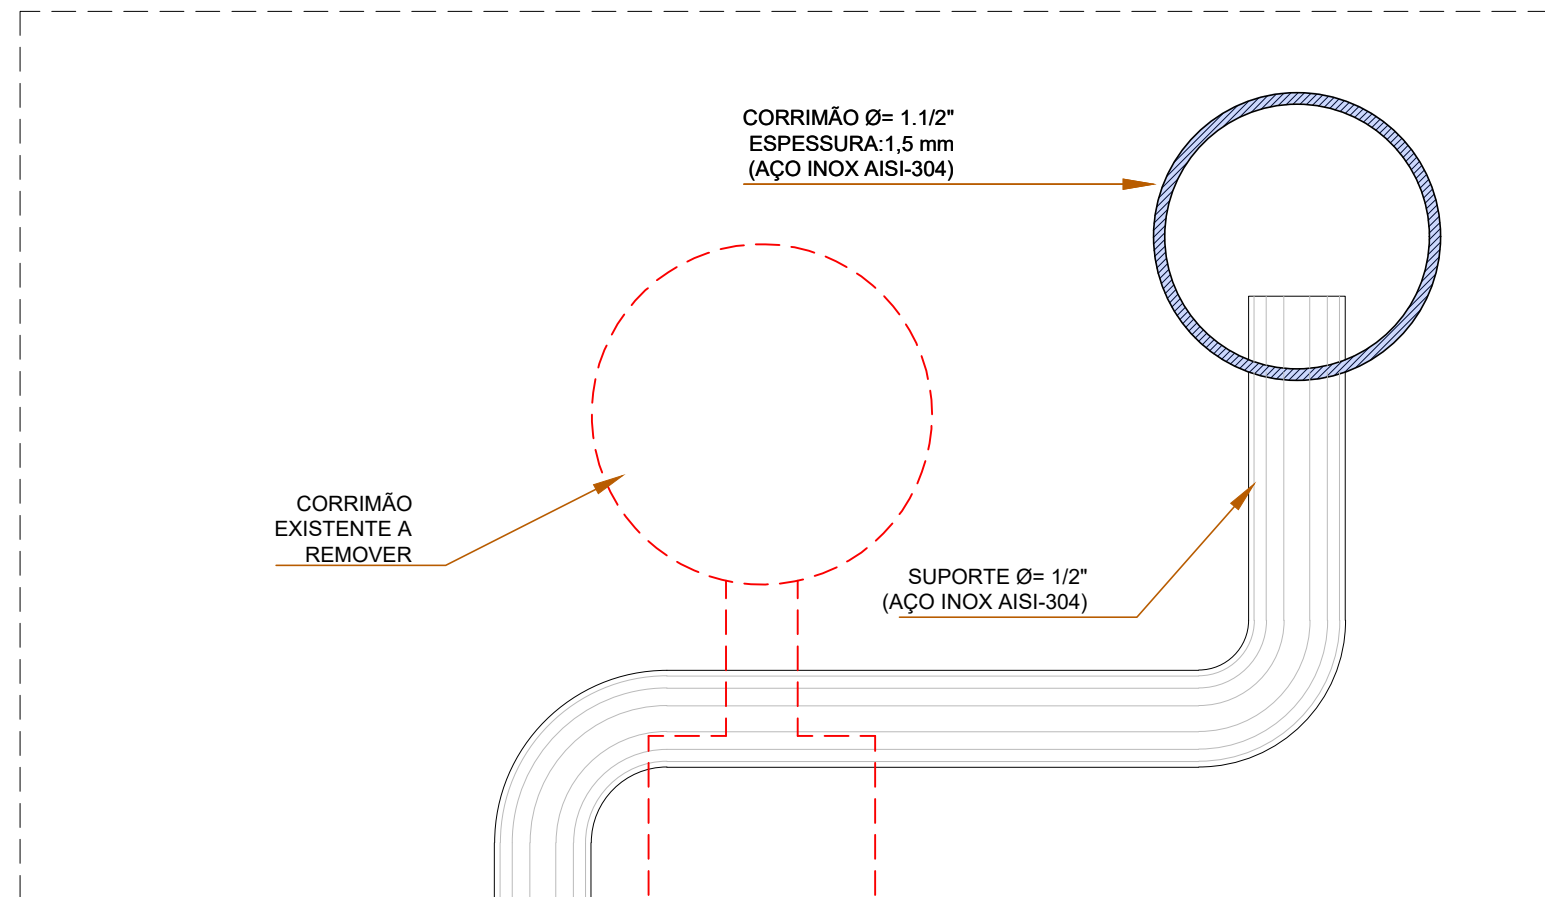 CORRIMÃO Ø= 1.1/2"
ESPESSURA:1,5 mm
(AÇO INOX AISI-304)
CORRIMÃO
EXISTENTE A
REMOVER
SUPORTE Ø= 1/2"
(AÇO INOX AISI-304)